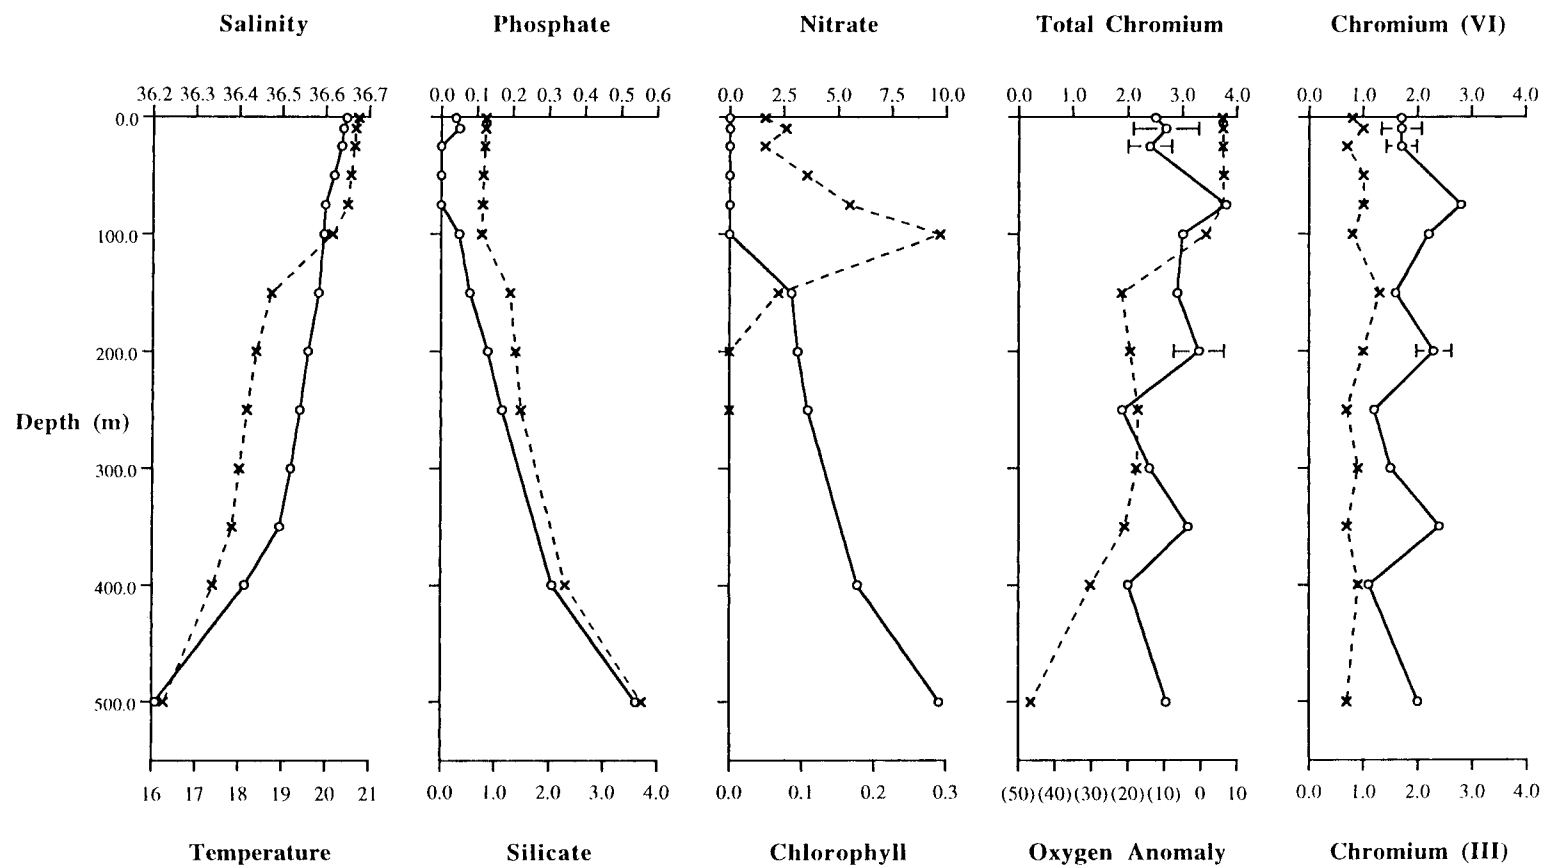 Salinity Phosphate Nitrate Total Chromium Chromium (VI)
36.2 36.3 36.4 36.5 36.6 36.7 0.0 0.1 0.2 0.3 0.4 0.5 0.6 0.0 2.5 5.0 7.5 10.0 0.0 1.0 2.0 3.0 4.0 0.0 1.0 2.0 3.0 4.0
0.0
100.0
200.0
Depth (m)
300.0
400.0
500.0
16 17 18 19 20 21 0.0 1.0 2.0 3.0 4.0 0.0 0.1 0.2 0.3 (50) (40) (30) (20) (10) 0 10 0.0 1.0 2.0 3.0 4.0
Temperature Silicate Chlorophyll Oxygen Anomaly Chromium (III)